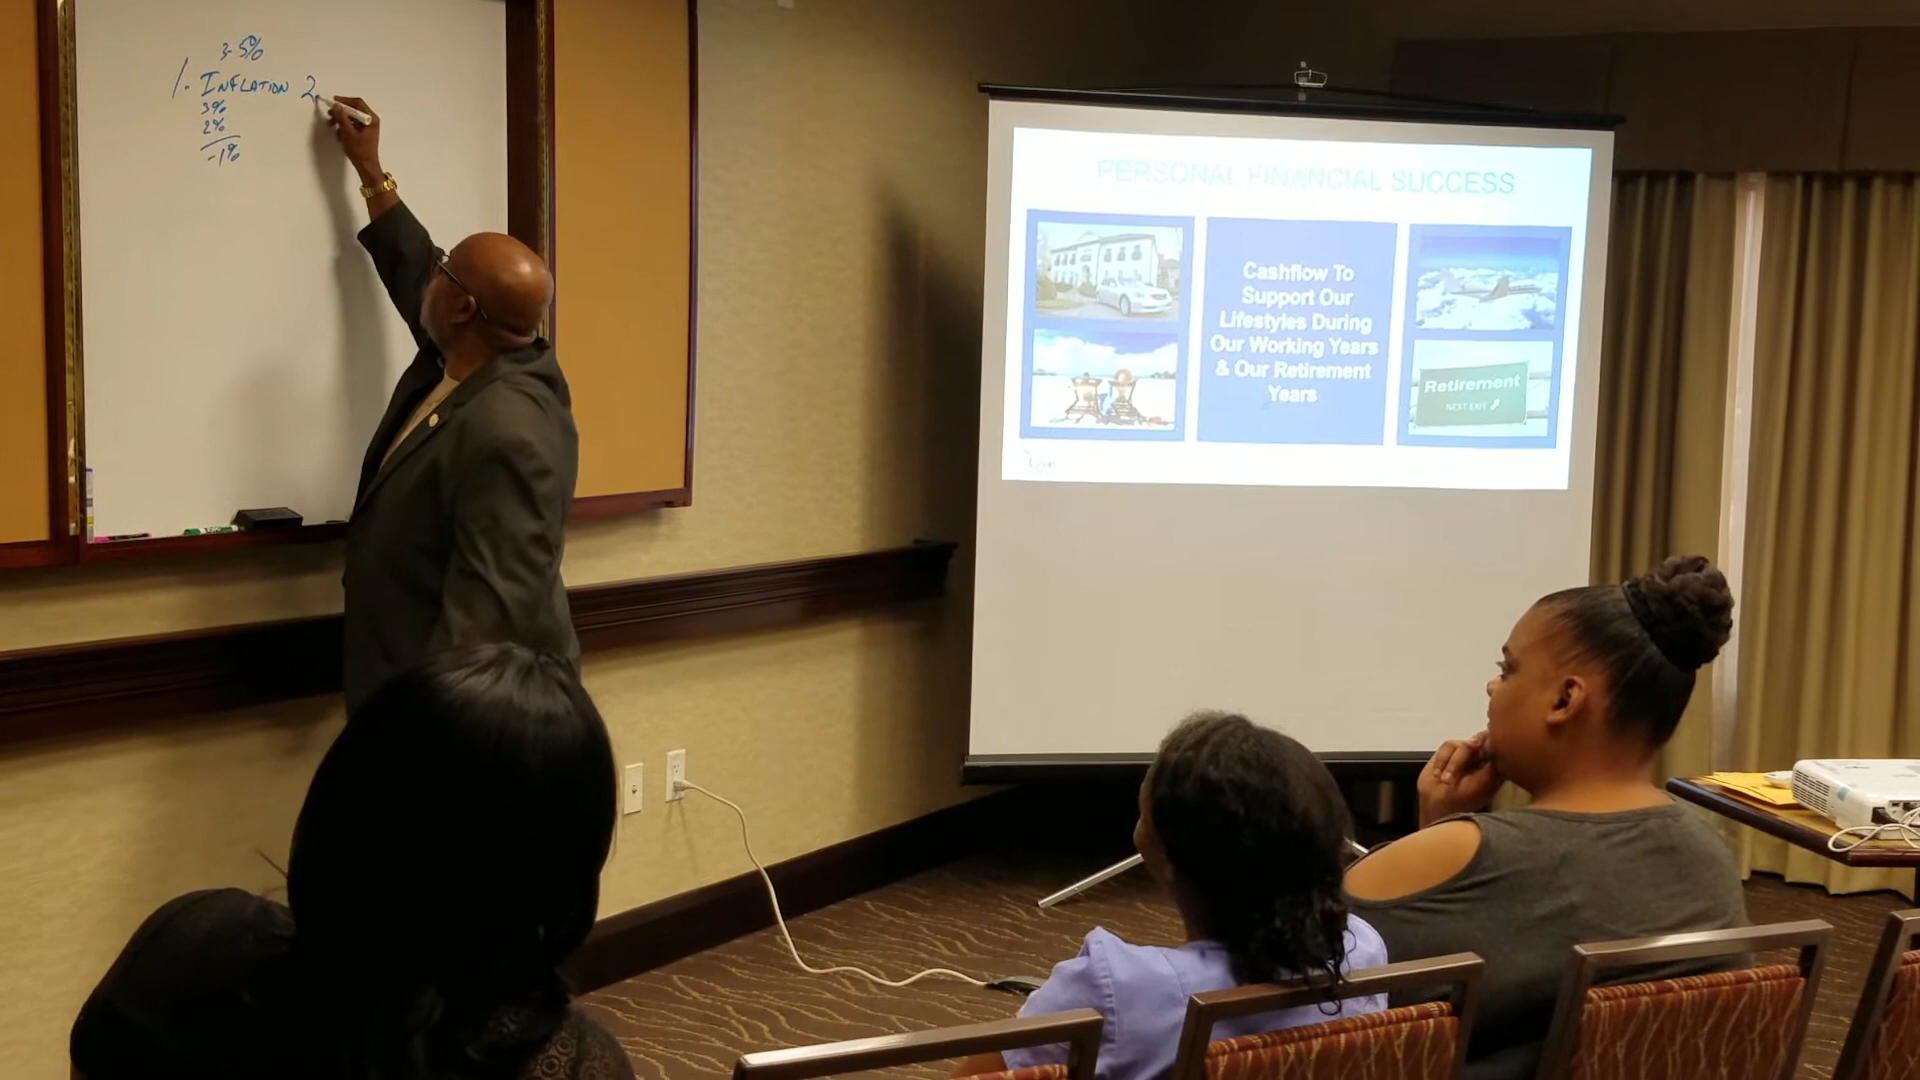 3-5%
1. INFLATION 2.
3%
2%
-1%
PERSONAL FINANCIAL SUCCESS
Cashflow To
Support Our
Lifestyles During
Our Working Years
& Our Retirement
Years
Retirement
NEXT EXIT